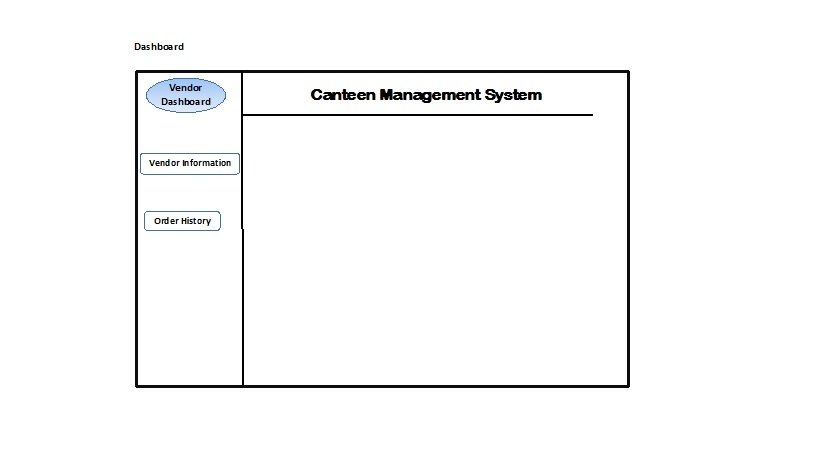 Dashboard
Vendor
Dashboard
Canteen Management System
Vendor Information
Order History